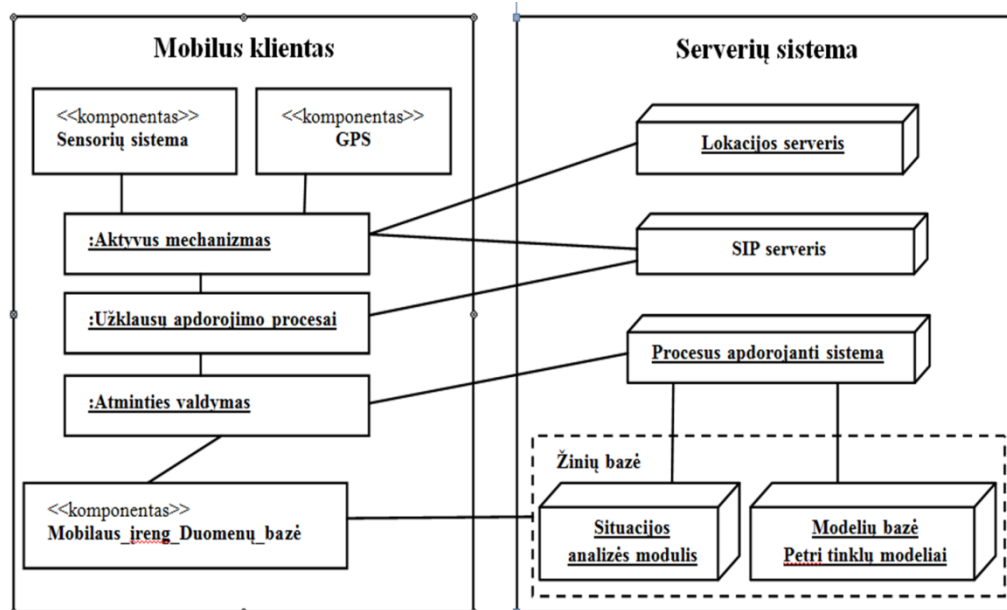 Mobilus klientas
<<komponentas>>
Sensorių sistema
<<komponentas>>
GPS
:Aktyvus mechanizmas
:Užklausų apdorojimo procesai
:Atminties valdymas
<<komponentas>>
Mobilaus_įreng_Duomenų_bazė
Serverių sistema
Lokacijos serveris
SIP serveris
Procesus apdorojanti sistema
Žinių bazė
Situacijos
analizės modulis
Modelių bazė
Petri tinklų modeliai